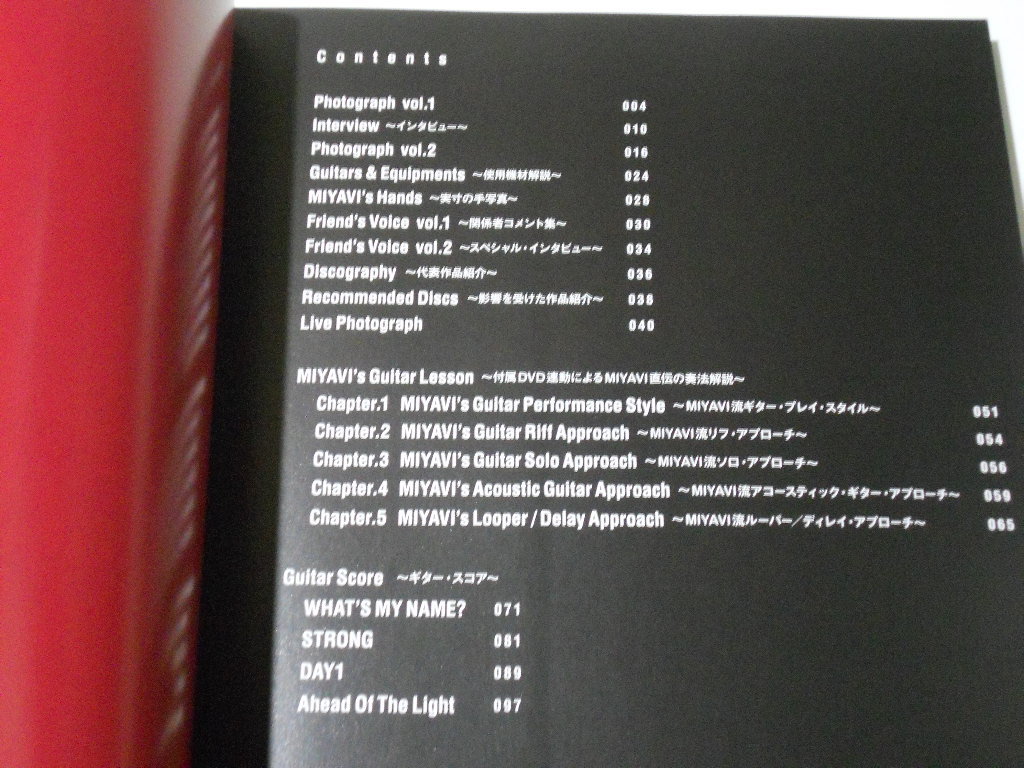 Contents
Photograph vol.1 004
Interview ～インタビュー～ 010
Photograph vol.2 016
Guitars & Equipments ～使用機材解説～ 024
MIYAVI's Hands ～実寸の手写真～ 028
Friend's Voice vol.1 ～関係者コメント集～ 030
Friend's Voice vol.2 ～スペシャル・インタビュー～ 034
Discography ～代表作品紹介～ 036
Recommended Discs ～影響を受けた作品紹介～ 038
Live Photograph 040
MIYAVI's Guitar Lesson ～付属DVD連動によるMIYAVI直伝の奏法解説～
Chapter.1 MIYAVI's Guitar Performance Style ～MIYAVI流ギター・プレイ・スタイル～ 051
Chapter.2 MIYAVI's Guitar Riff Approach ～MIYAVI流リフ・アプローチ～ 054
Chapter.3 MIYAVI's Guitar Solo Approach ～MIYAVI流ソロ・アプローチ～ 056
Chapter.4 MIYAVI's Acoustic Guitar Approach ～MIYAVI流アコースティック・ギター・アプローチ～ 059
Chapter.5 MIYAVI's Looper/Delay Approach ～MIYAVI流ルーパー／ディレイ・アプローチ～ 065
Guitar Score ～ギター・スコア～
WHAT'S MY NAME? 071
STRONG 081
DAY1 089
Ahead Of The Light 097